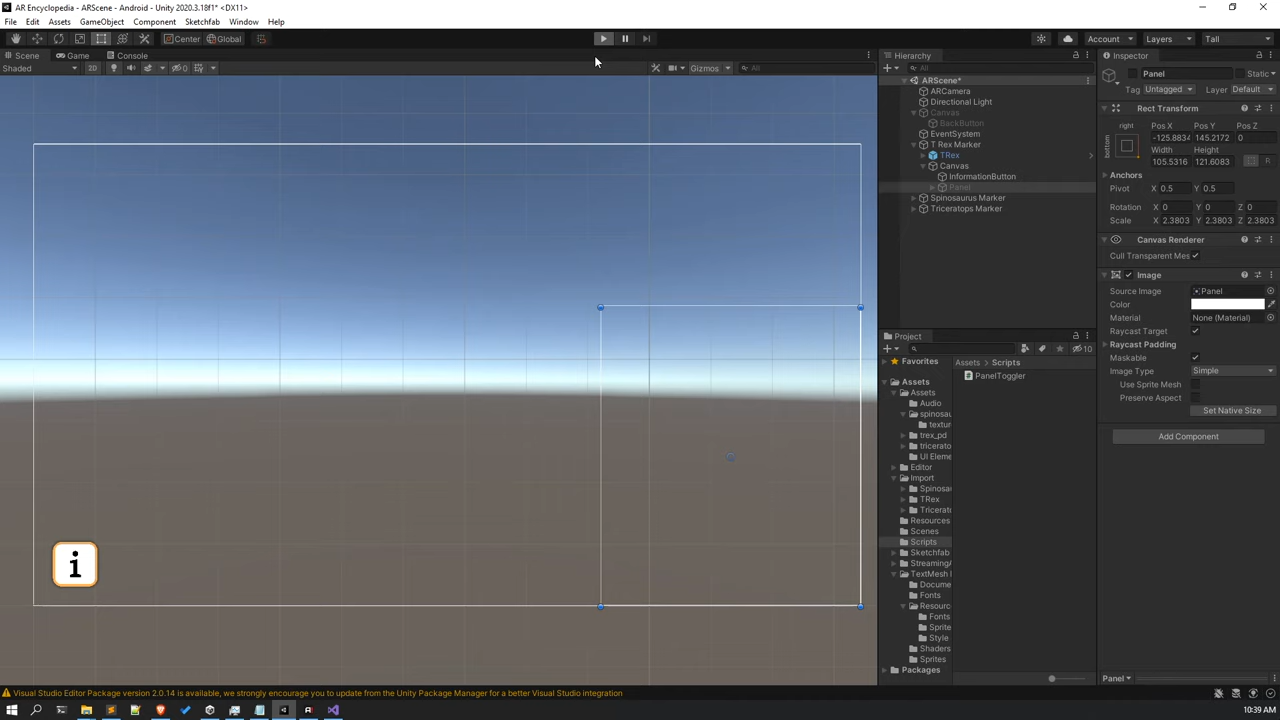 AR Encyclopedia - ARScene - Android - Unity 2020.3.18f1* <DX11>
File Edit Assets GameObject Component Sketchfab Window Help
Center Global
Account Layers Tall
Scene Game Console
Shaded 2D 0 Gizmos All
Hierarchy
All
ARScene*
ARCamera
Directional Light
Canvas
BackButton
EventSystem
T Rex Marker
TRex
Canvas
InformationButton
Panel
Spinosaurus Marker
Triceratops Marker
i
Project
10
Favorites
Assets
Assets
Audio
spinosau
textur
trex_pd
tricerato
UI Eleme
Editor
Import
Spinosau
TRex
Tricerato
Resources
Scenes
Scripts
Sketchfab
StreamingA
TextMesh
Docume
Fonts
Resourc
Fonts
Sprite
Style
Shaders
Sprites
Packages
Assets Scripts
PanelToggler
Inspector
Panel Static
Tag Untagged Layer Default
Rect Transform
right Pos X Pos Y Pos Z
bottom -125.8834 145.2172 0
Width Height
105.5316 121.6083 R
Anchors
Pivot X 0.5 Y 0.5
Rotation X 0 Y 0 Z 0
Scale X 2.3803 Y 2.3803 Z 2.3803
Canvas Renderer
Cull Transparent Mes
Image
Source Image Panel
Color
Material None (Material)
Raycast Target
Raycast Padding
Maskable
Image Type Simple
Use Sprite Mesh
Preserve Aspect
Set Native Size
Add Component
Panel
Visual Studio Editor Package version 2.0.14 is available, we strongly encourage you to update from the Unity Package Manager for a better Visual Studio integration
10:39 AM